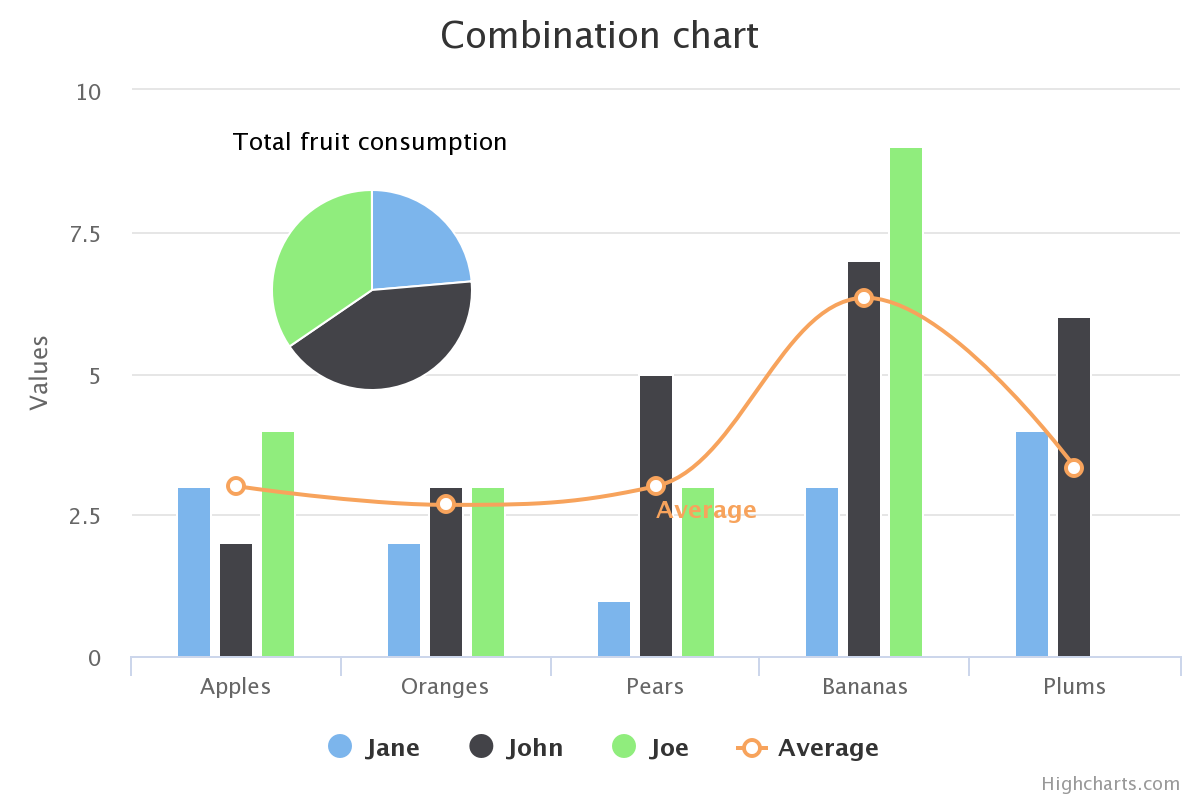 Combination chart
10
Total fruit consumption
7.5
5
Values
2.5
Average
0
Apples Oranges Pears Bananas Plums
Jane John Joe Average
Highcharts.com